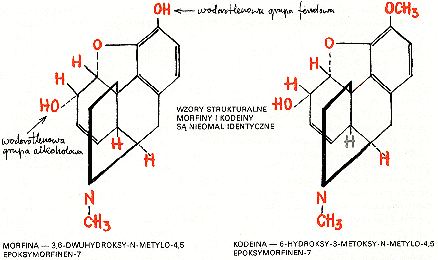 OH
wodorotlenowa grupa fenolowa
O
H
H
HO
wodorotlenowa
grupa alkoholowa
H
H
N
CH₃
MORFINA — 3,6-DWUHYDROKSY-N-METYLO-4,5
EPOKSYMORFINEN-7
WZORY STRUKTURALNE
MORFINY I KODEINY
SĄ NIEOMAL IDENTYCZNE
OCH₃
O
H
H
HO
H
H
N
CH₃
KODEINA — 6-HYDROKSY-3-METOKSY-N-METYLO-4,5
EPOKSYMORFINEN-7